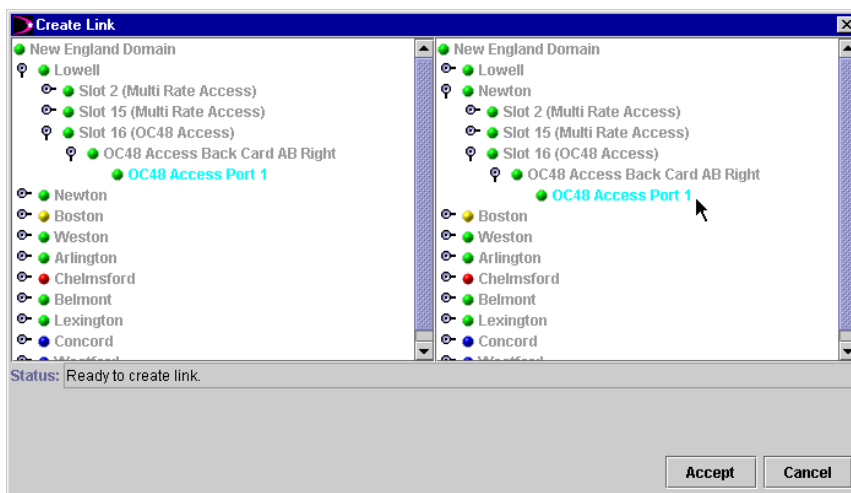 Create Link
New England Domain
Lowell
Slot 2 (Multi Rate Access)
Slot 15 (Multi Rate Access)
Slot 16 (OC48 Access)
OC48 Access Back Card AB Right
OC48 Access Port 1
Newton
Boston
Weston
Arlington
Chelmsford
Belmont
Lexington
Concord
New England Domain
Lowell
Newton
Slot 2 (Multi Rate Access)
Slot 15 (Multi Rate Access)
Slot 16 (OC48 Access)
OC48 Access Back Card AB Right
OC48 Access Port 1
Boston
Weston
Arlington
Chelmsford
Belmont
Lexington
Concord
Status: Ready to create link.
Accept Cancel